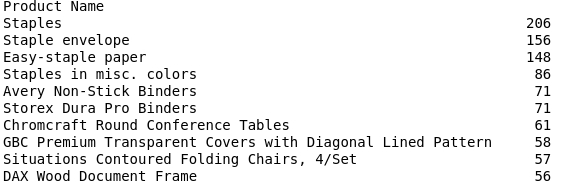 Product Name
Staples 206
Staple envelope 156
Easy-staple paper 148
Staples in misc. colors 86
Avery Non-Stick Binders 71
Storex Dura Pro Binders 71
Chromcraft Round Conference Tables 61
GBC Premium Transparent Covers with Diagonal Lined Pattern 58
Situations Contoured Folding Chairs, 4/Set 57
DAX Wood Document Frame 56